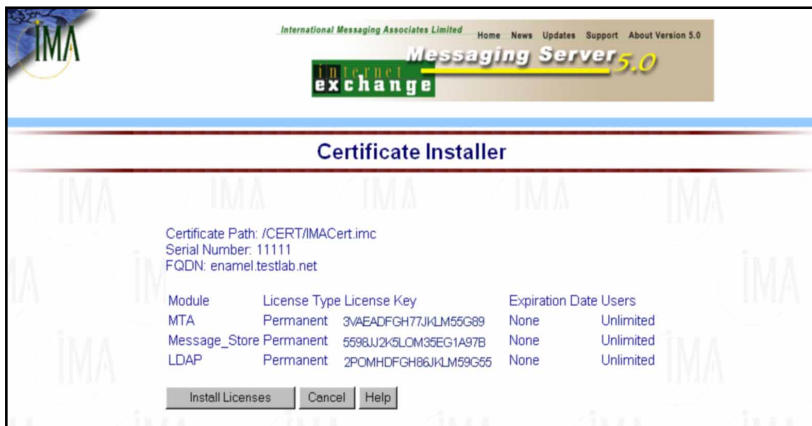 IMA
International Messaging Associates Limited Home News Updates Support About Version 5.0
Messaging Server 5.0
internet
exchange
Certificate Installer
Certificate Path: /CERT/IMACert.imc
Serial Number: 11111
FQDN: enamel.testlab.net
Module License Type License Key Expiration Date Users
MTA Permanent 3VAEADFGH77JKLM55G89 None Unlimited
Message_Store Permanent 5598JJ2K5LOM35EG1A97B None Unlimited
LDAP Permanent 2POMHDFGH86JKLM59G55 None Unlimited
Install Licenses Cancel Help